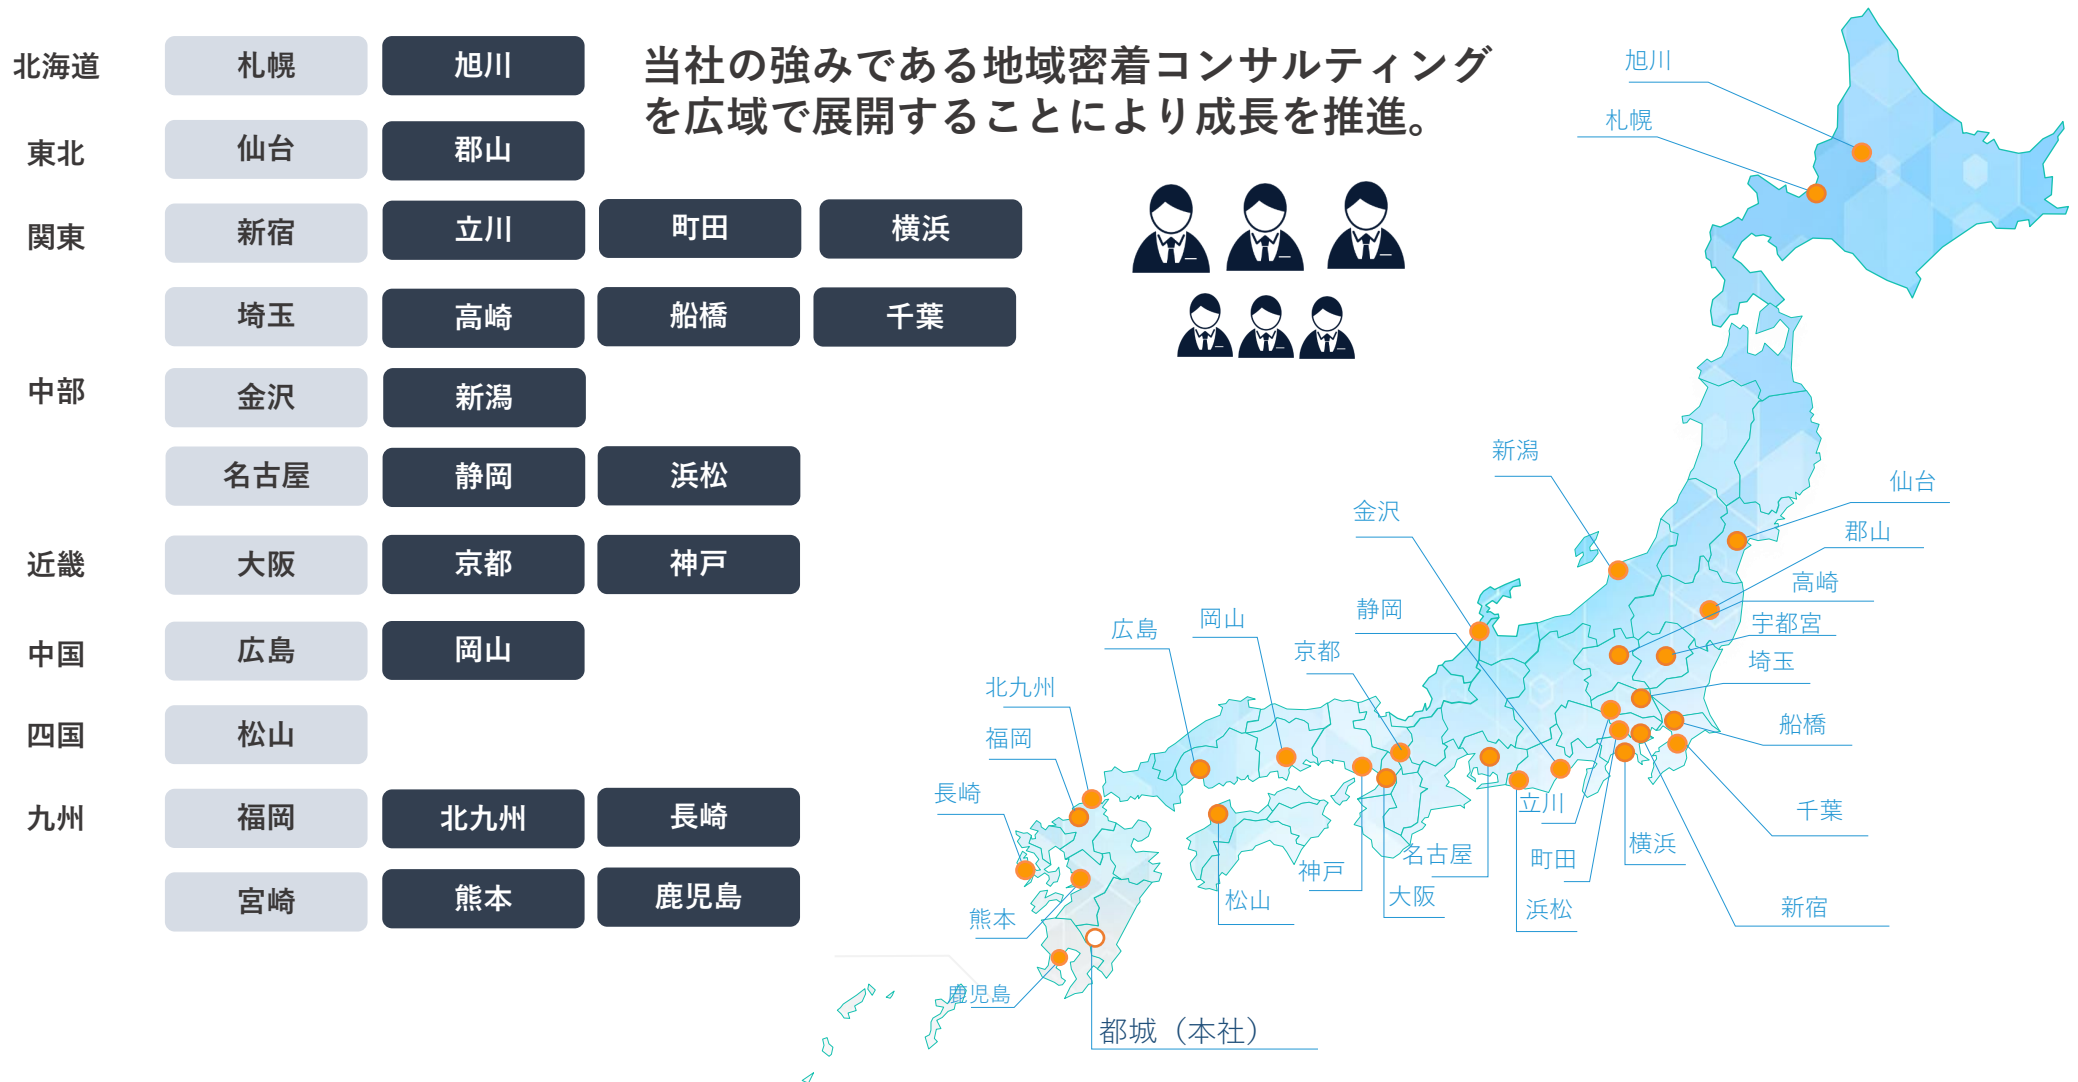 当社の強みである地域密着コンサルティング
を広域で展開することにより成長を推進。
北海道 札幌 旭川
東北 仙台 郡山
関東 新宿 立川 町田 横浜
埼玉 高崎 船橋 千葉
中部 金沢 新潟
名古屋 静岡 浜松
近畿 大阪 京都 神戸
中国 広島 岡山
四国 松山
九州 福岡 北九州 長崎
宮崎 熊本 鹿児島
旭川
札幌
新潟
仙台
金沢
郡山
高崎
静岡
岡山
広島
宇都宮
京都
埼玉
北九州
船橋
福岡
長崎
立川
千葉
横浜
名古屋
町田
神戸
大阪
松山
浜松
新宿
熊本
鹿児島
都城（本社）